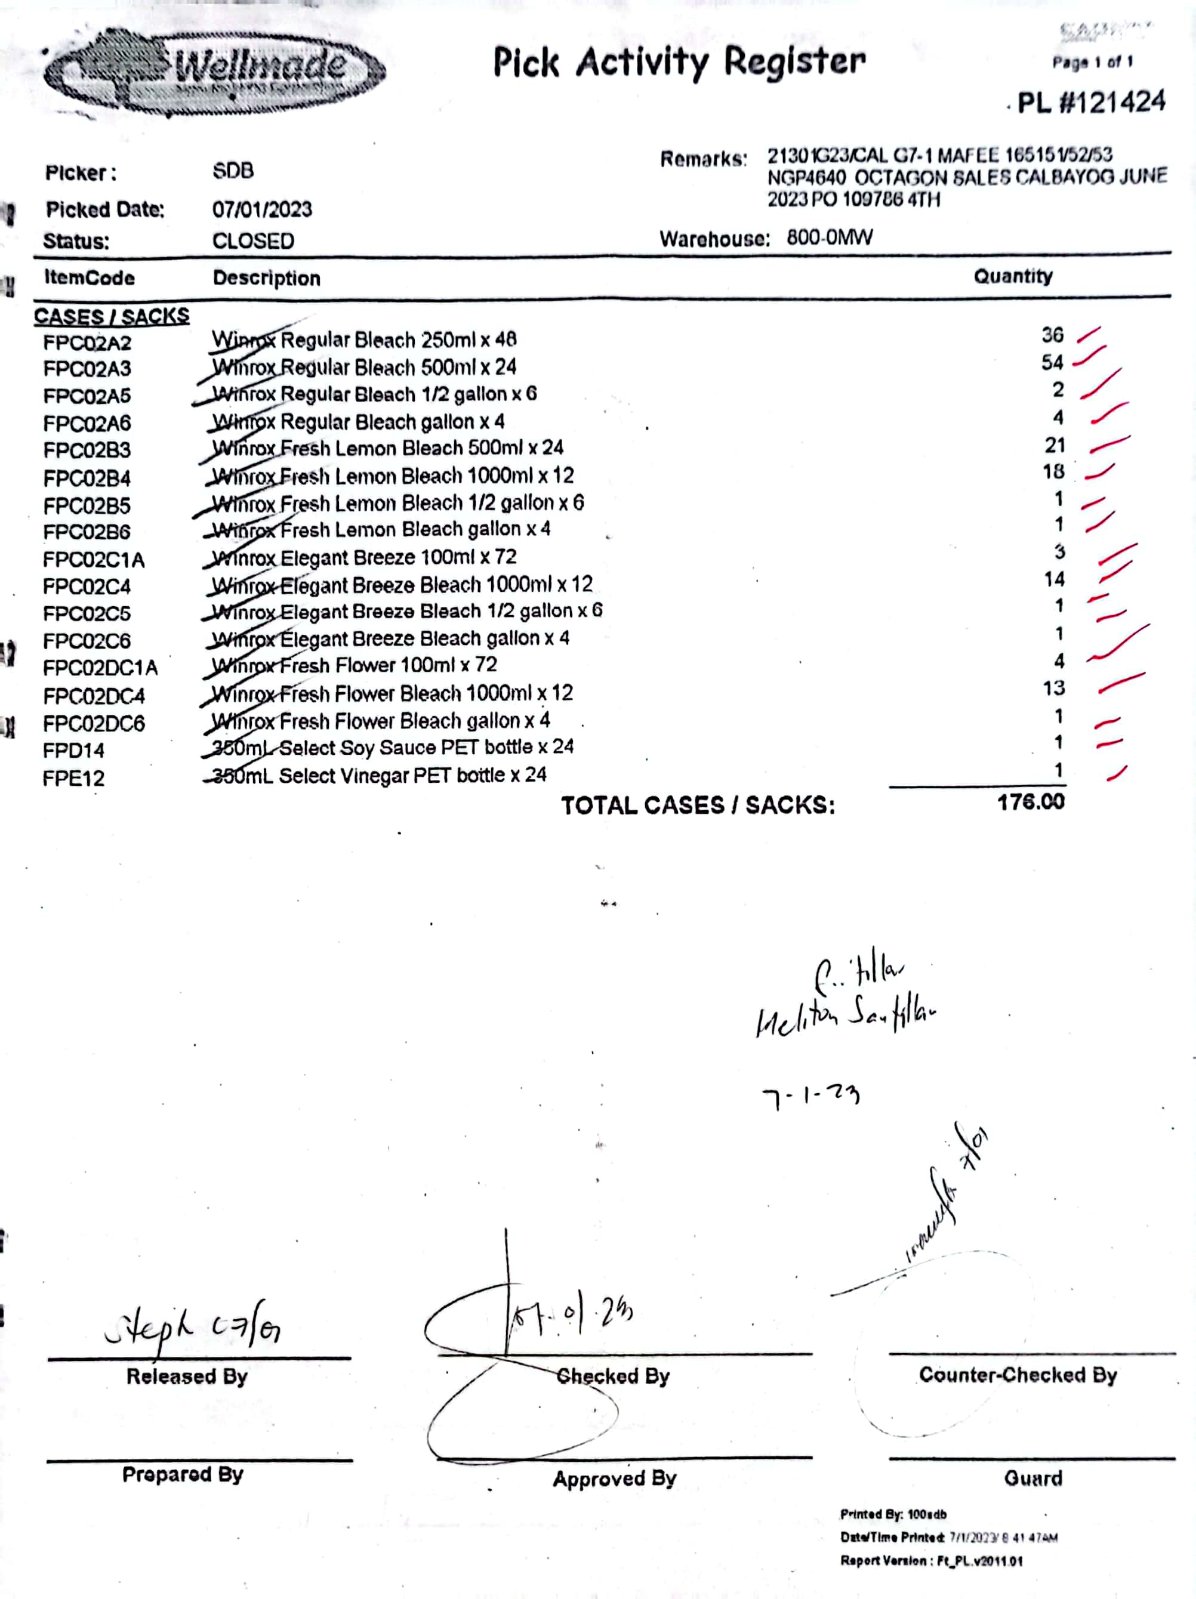 Wellmade
Pick Activity Register
Page 1 of 1
PL #121424
Picker: SDB
Remarks: 21301G23/CAL G7-1 MAFEE 165151/52/53
NGP4640 OCTAGON SALES CALBAYOG JUNE
2023 PO 109786 4TH
Picked Date: 07/01/2023
Status: CLOSED
Warehouse: 800-0MW
ItemCode Description Quantity
CASES / SACKS
FPC02A2 Winrox Regular Bleach 250ml x 48 36
FPC02A3 Winrox Regular Bleach 500ml x 24 54
FPC02A5 Winrox Regular Bleach 1/2 gallon x 6 2
FPC02A6 Winrox Regular Bleach gallon x 4 4
FPC02B3 Winrox Fresh Lemon Bleach 500ml x 24 21
FPC02B4 Winrox Fresh Lemon Bleach 1000ml x 12 18
FPC02B5 Winrox Fresh Lemon Bleach 1/2 gallon x 6 1
FPC02B6 Winrox Fresh Lemon Bleach gallon x 4 1
FPC02C1A Winrox Elegant Breeze 100ml x 72 3
FPC02C4 Winrox Elegant Breeze Bleach 1000ml x 12 14
FPC02C5 Winrox Elegant Breeze Bleach 1/2 gallon x 6 1
FPC02C6 Winrox Elegant Breeze Bleach gallon x 4 1
FPC02DC1A Winrox Fresh Flower 100ml x 72 4
FPC02DC4 Winrox Fresh Flower Bleach 1000ml x 12 13
FPC02DC6 Winrox Fresh Flower Bleach gallon x 4 1
FPD14 350mL Select Soy Sauce PET bottle x 24 1
FPE12 350mL Select Vinegar PET bottle x 24 1
TOTAL CASES / SACKS: 176.00
Meliton Santillan
7-1-23
7/01
Steph 07/01
07-01-23
Released By Checked By Counter-Checked By
Prepared By Approved By Guard
Printed By: 100sdb
Date/Time Printed: 7/1/2023/ 8 41 47AM
Report Version : Ft_PL.v2011.01